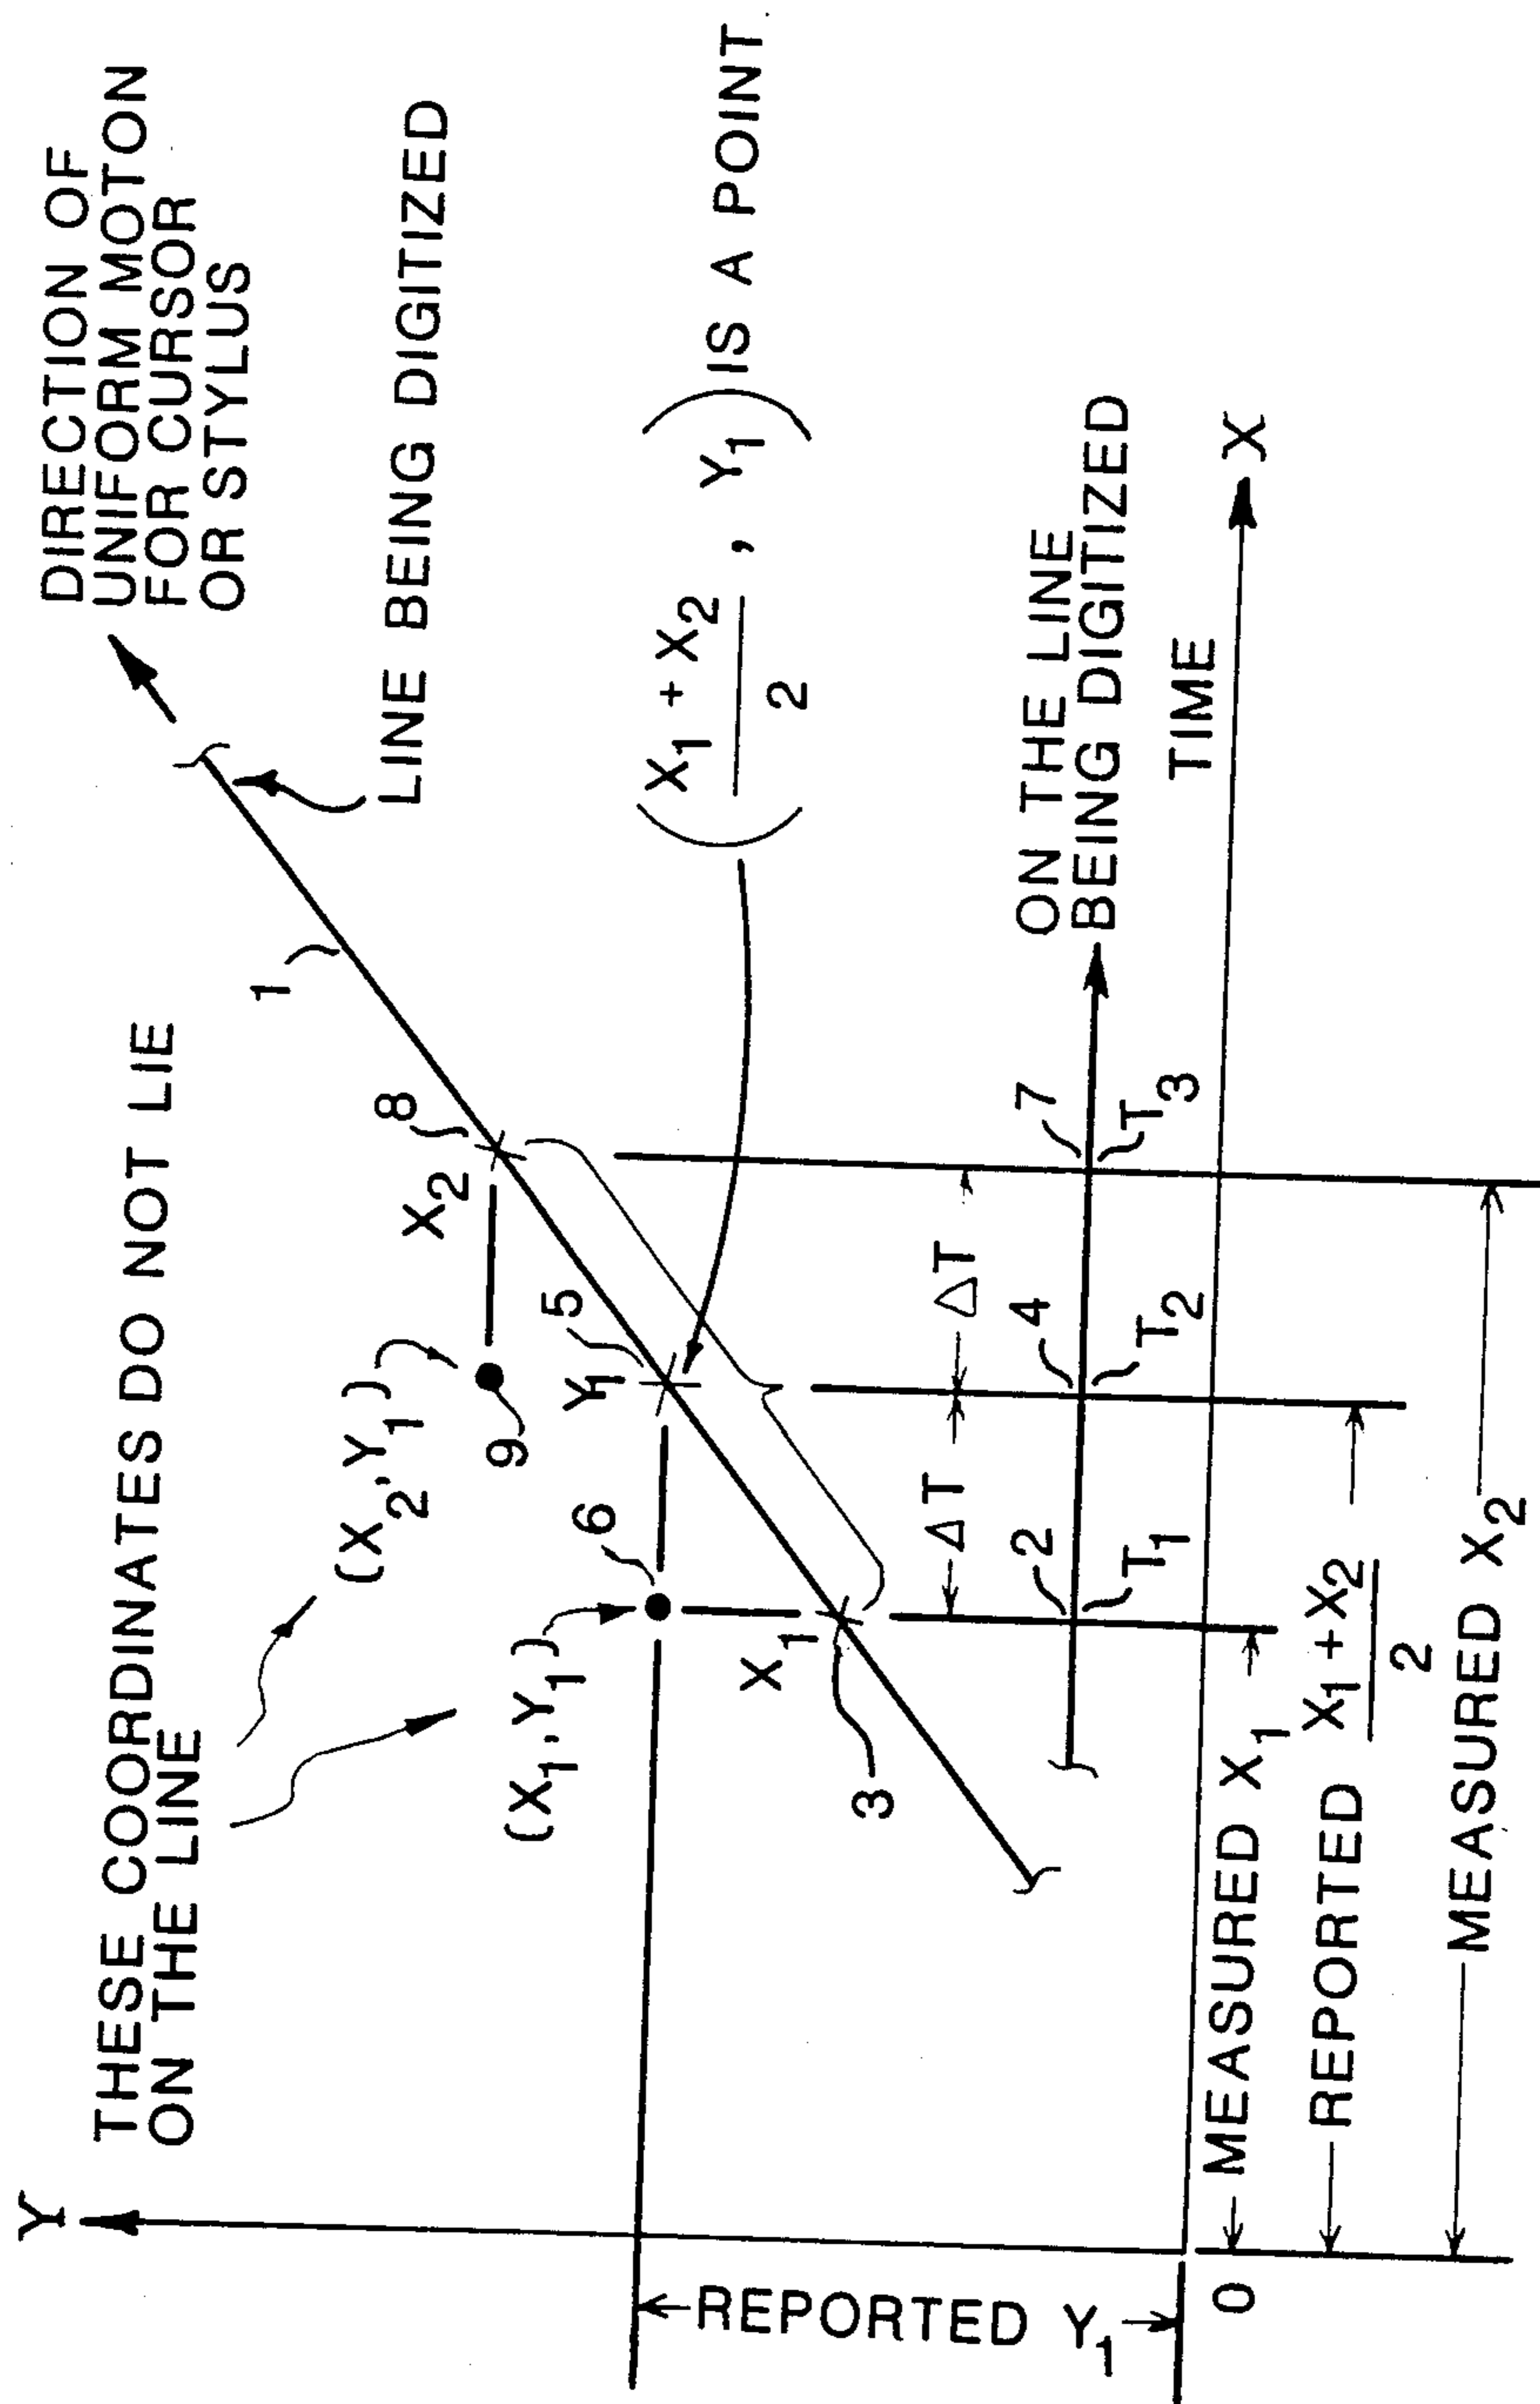 Y
THESE COORDINATES DO NOT LIE
ON THE LINE
DIRECTION OF
UNIFORM MOTON
FOR CURSOR
OR STYLUS
1
LINE BEING DIGITIZED
(X2,Y1)
9
X2
8
(X1,Y1)
6
Y1
5
(X1 + X2 / 2 , Y1) IS A POINT
X1
3
ΔT
ΔT
ON THE LINE
BEING DIGITIZED
2
4
7
T1
T2
T3
TIME
X
REPORTED Y1
0
MEASURED X1
REPORTED X1 + X2 / 2
MEASURED X2